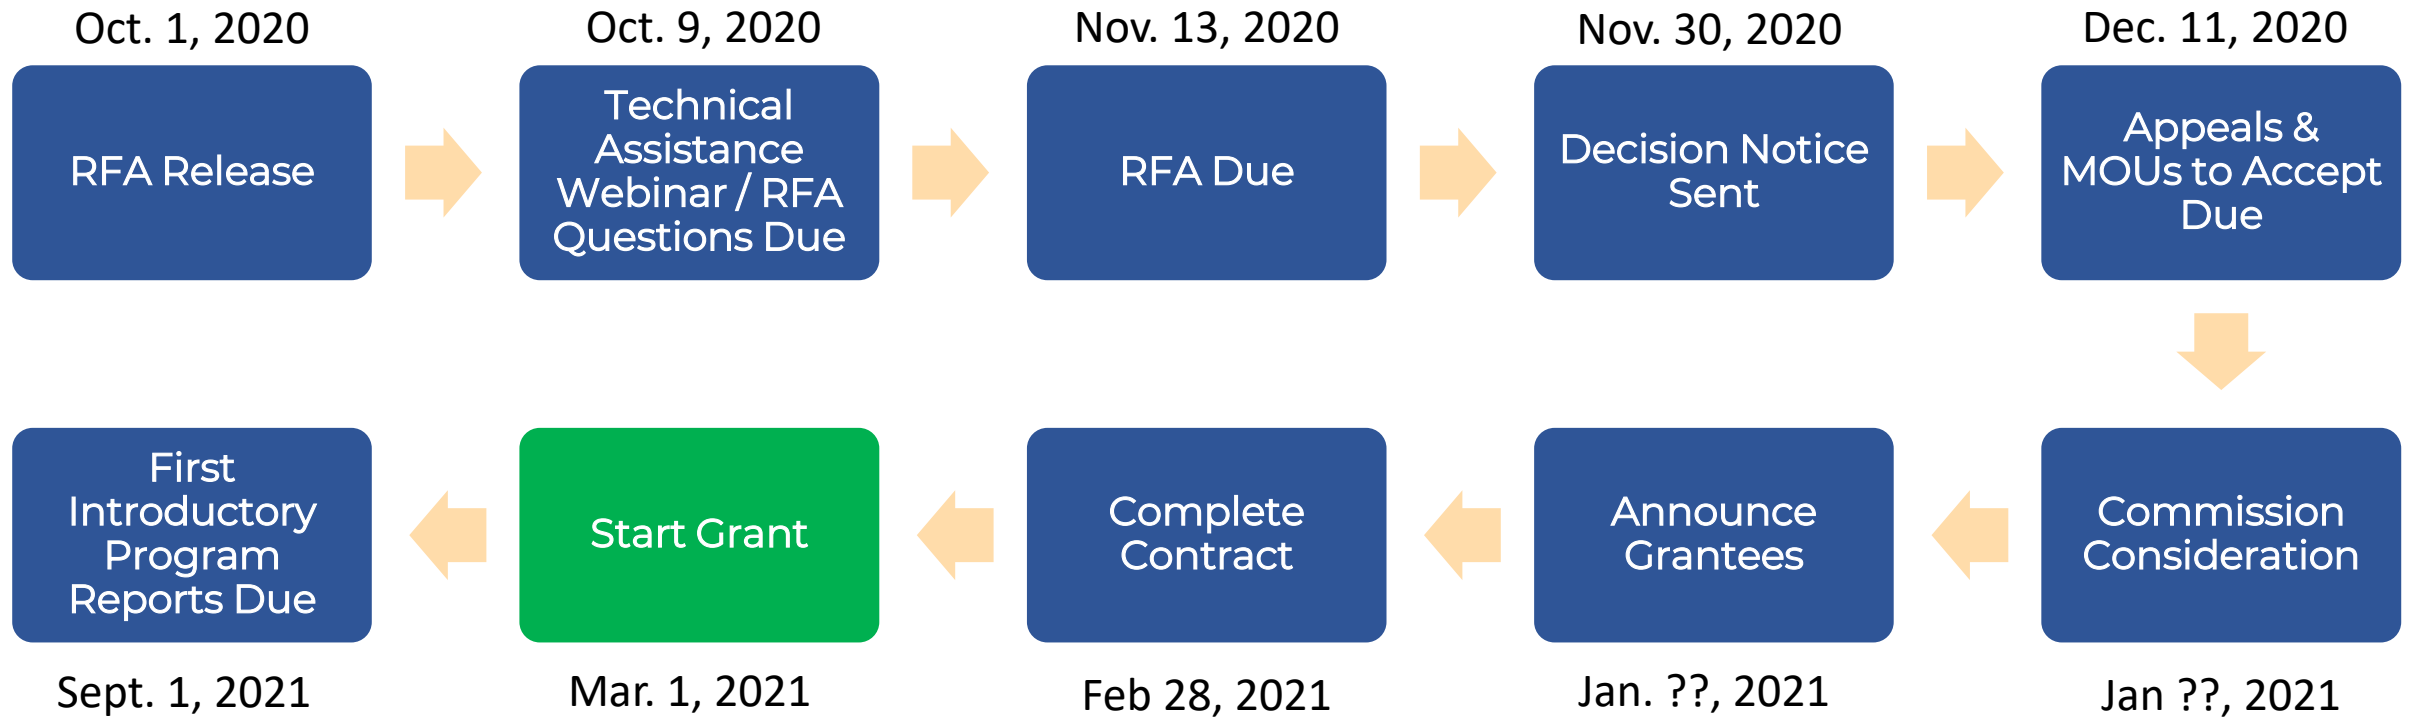 Oct. 1, 2020
RFA Release
Oct. 9, 2020
Technical
Assistance
Webinar / RFA
Questions Due
Nov. 13, 2020
RFA Due
Nov. 30, 2020
Decision Notice
Sent
Dec. 11, 2020
Appeals &
MOUs to Accept
Due
Commission
Consideration
Jan ??, 2021
Announce
Grantees
Jan. ??, 2021
Complete
Contract
Feb 28, 2021
Start Grant
Mar. 1, 2021
First
Introductory
Program
Reports Due
Sept. 1, 2021